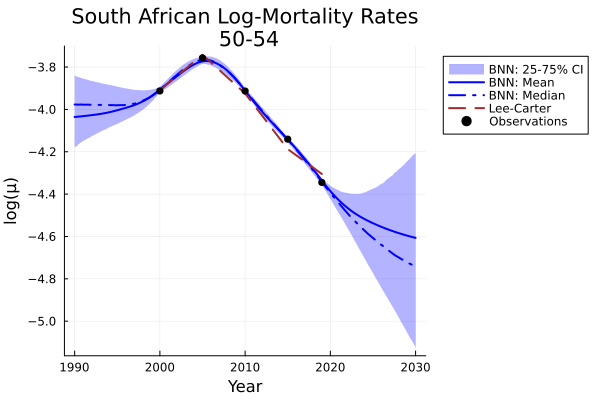 South African Log-Mortality Rates
50-54
−3.8
−4.0
−4.2
−4.4
−4.6
−4.8
−5.0
log(μ)
1990
2000
2010
2020
2030
Year
BNN: 25-75% CI
BNN: Mean
BNN: Median
Lee-Carter
Observations